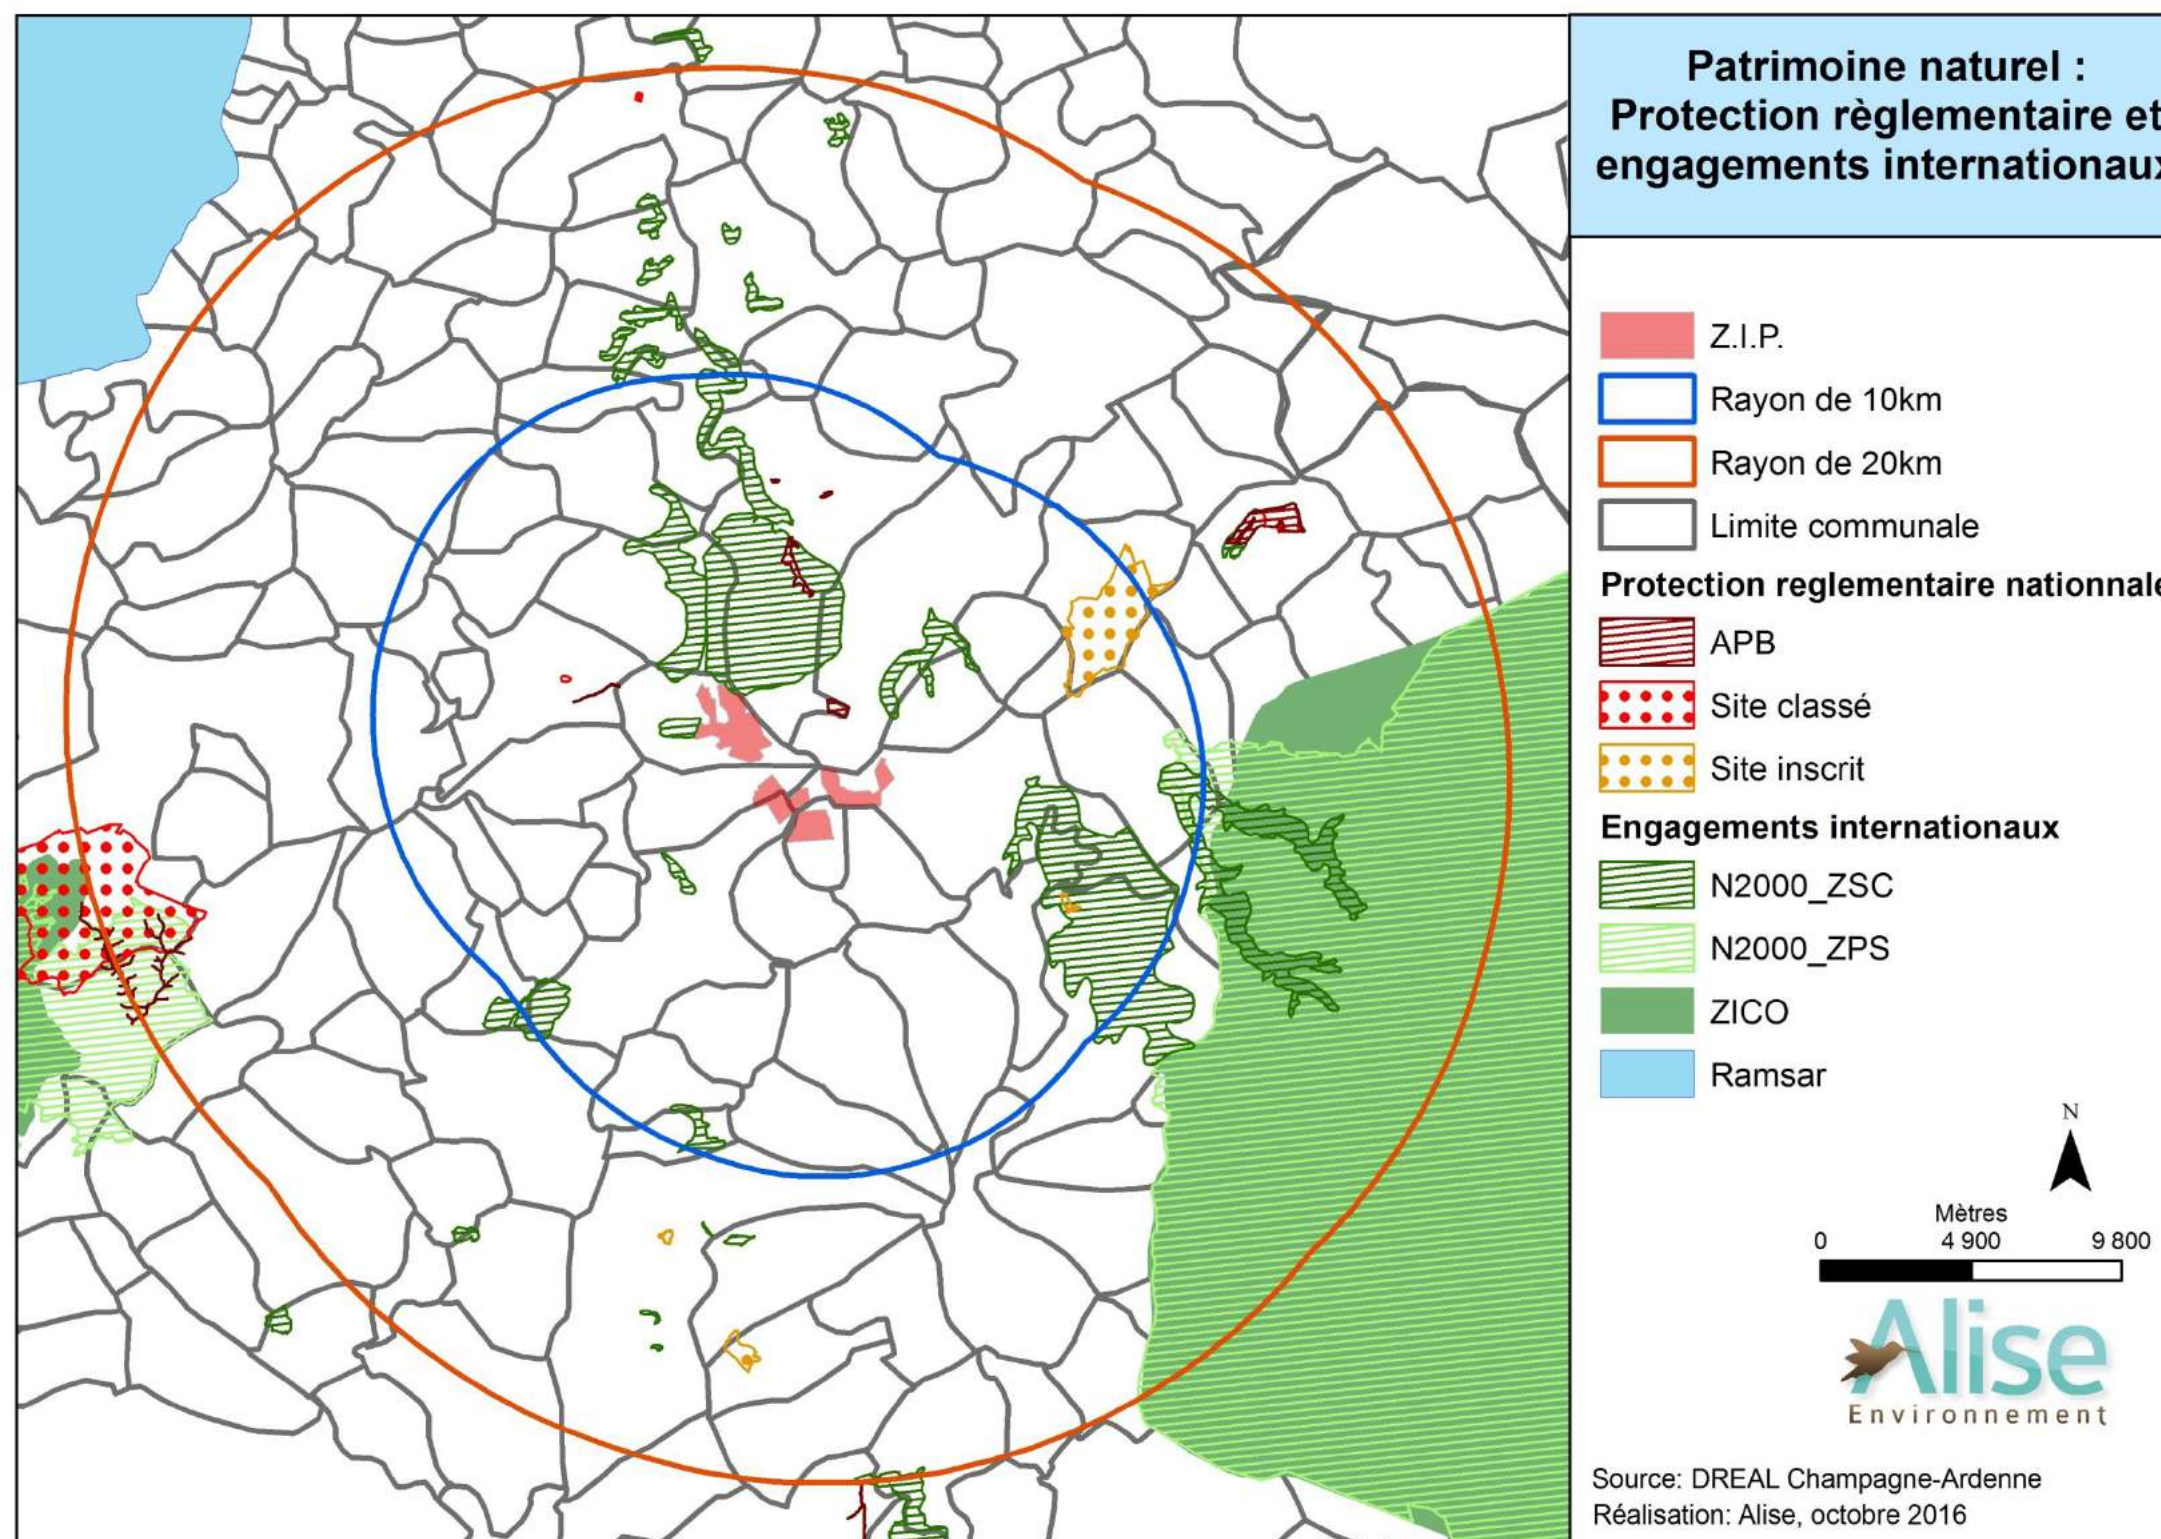 Patrimoine naturel :
Protection règlementaire et
engagements internationaux
Z.I.P.
Rayon de 10km
Rayon de 20km
Limite communale
Protection reglementaire nationnale
APB
Site classé
Site inscrit
Engagements internationaux
N2000_ZSC
N2000_ZPS
ZICO
Ramsar
N
Mètres
0 4 900 9 800
Alise
Environnement
Source: DREAL Champagne-Ardenne
Réalisation: Alise, octobre 2016